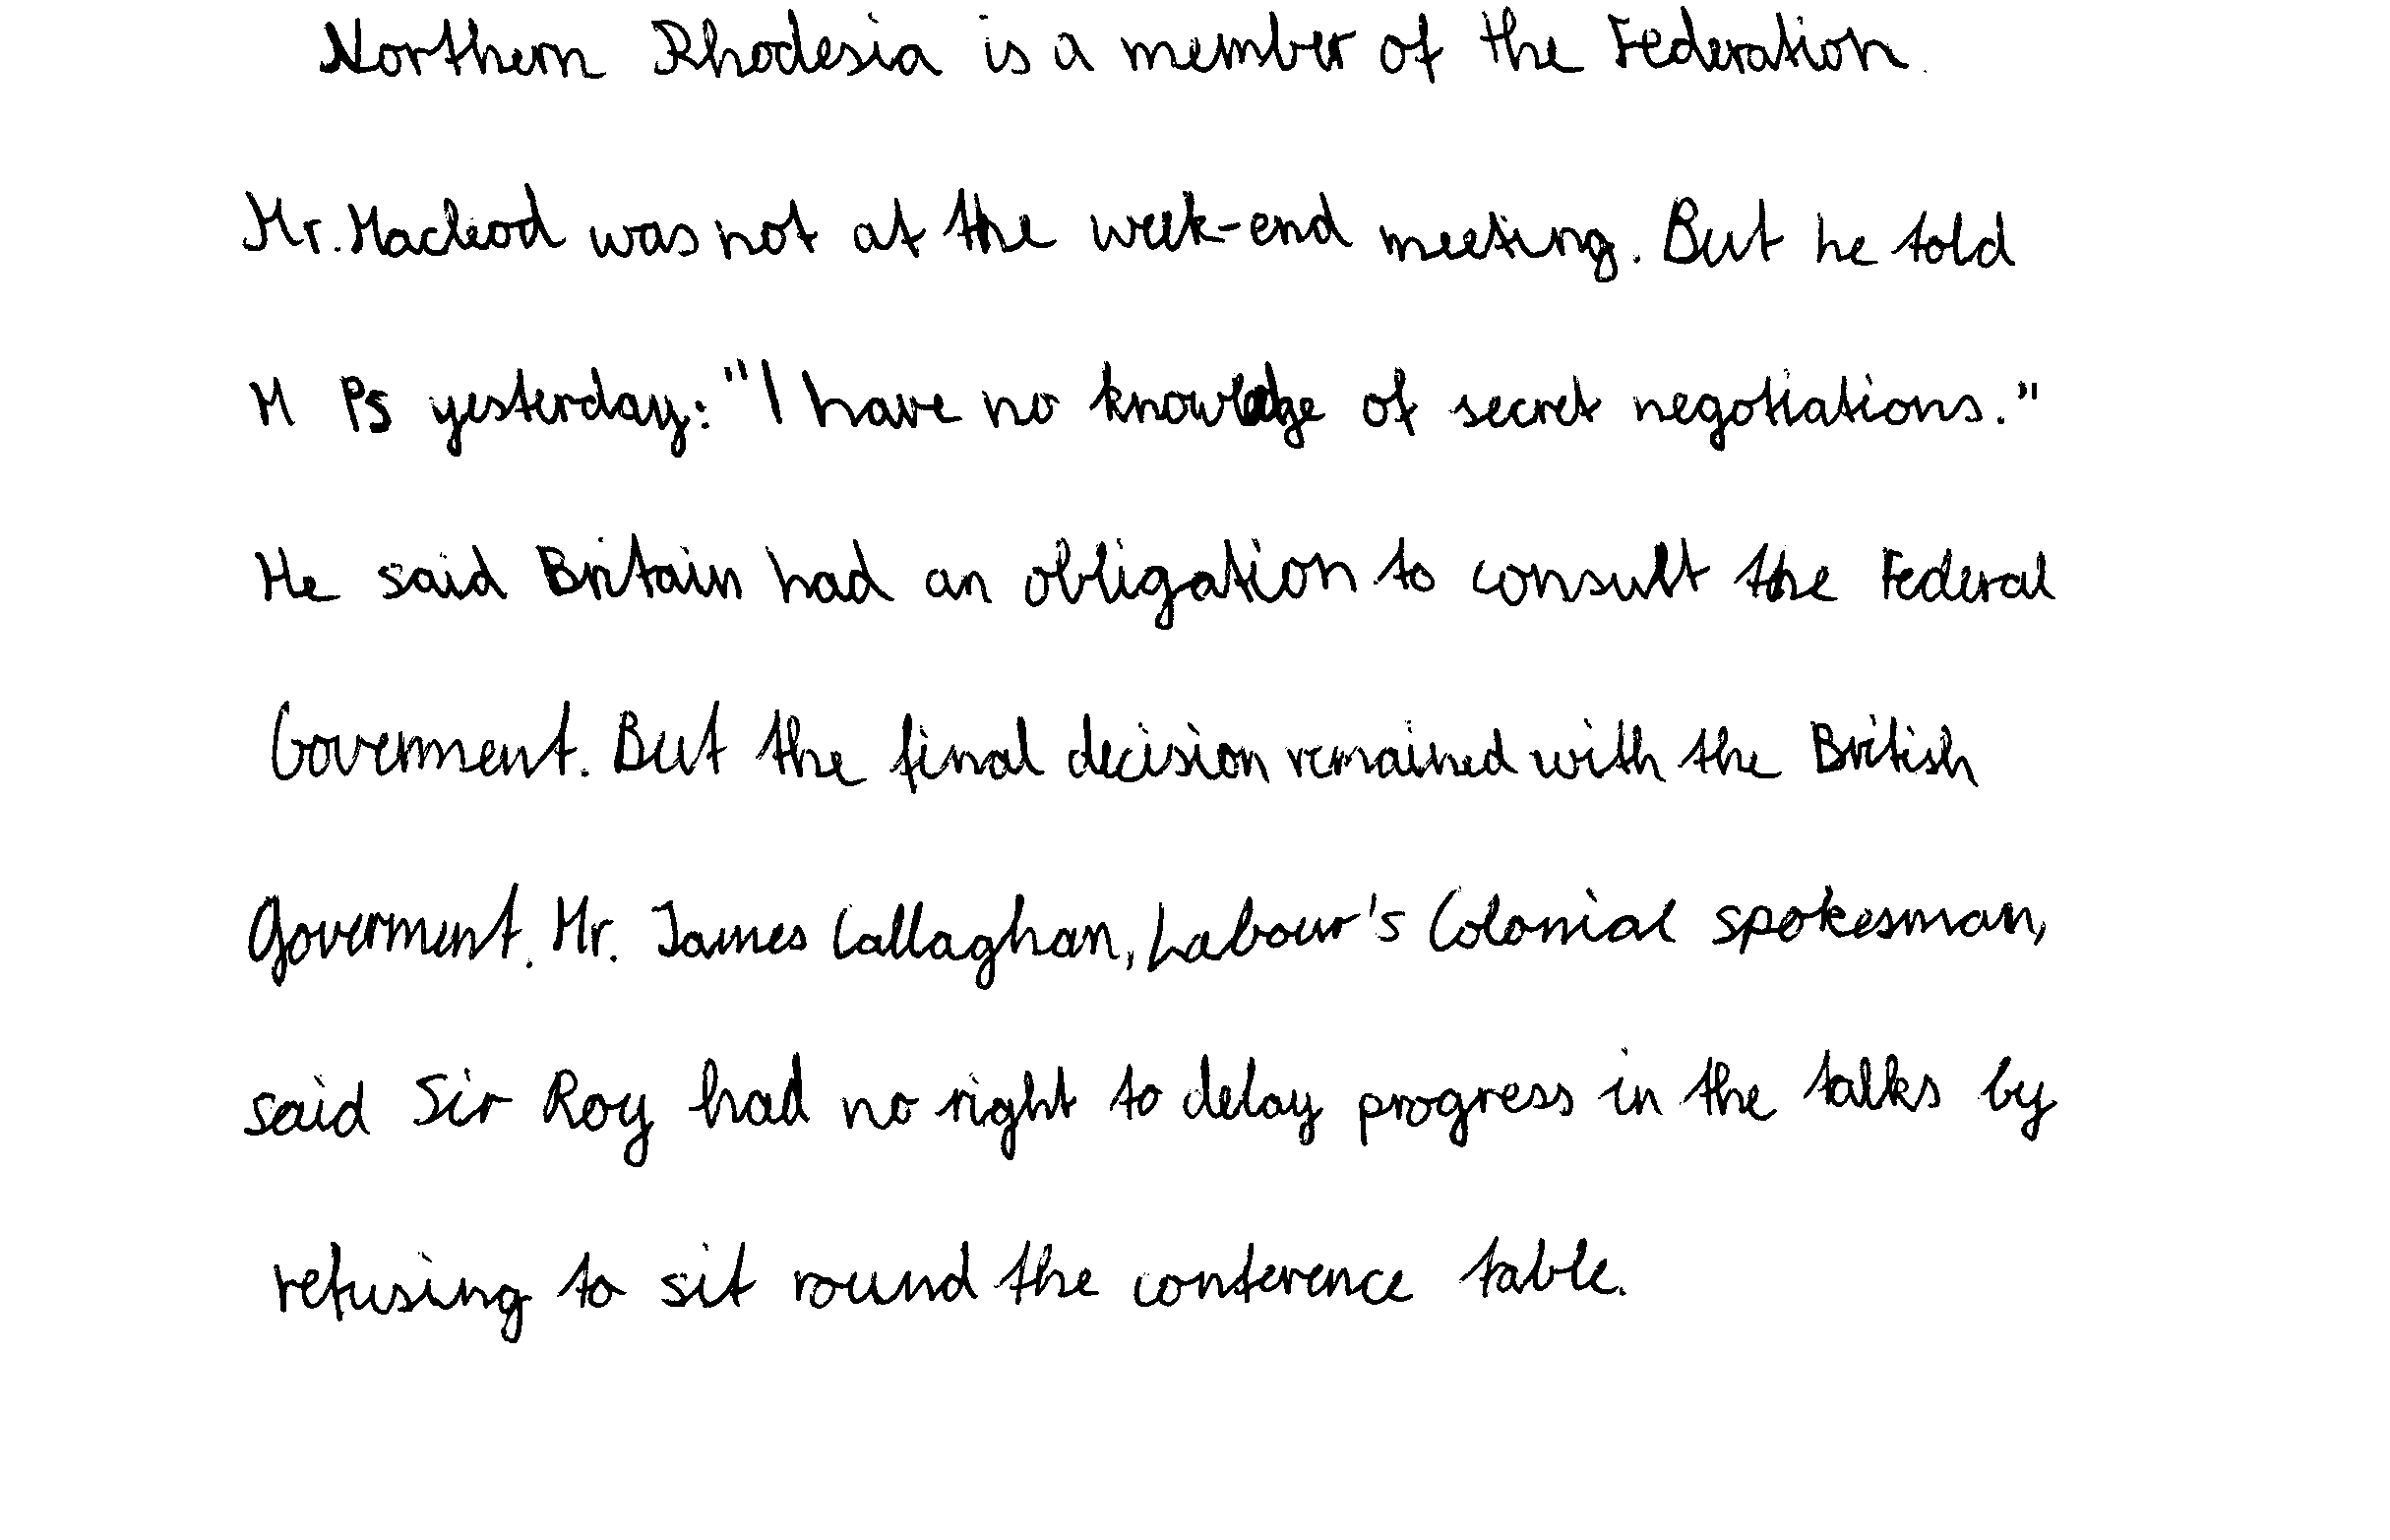 Northern Rhodesia is a member of the Federation.
Mr. Macleod was not at the week-end meeting. But he told
M Ps yesterday: "I have no knowledge of secret negotiations."
He said Britain had an obligation to consult the Federal
Government. But the final decision remained with the British
Government. Mr. James Callaghan, Labour's Colonial spokesman,
said Sir Roy had no right to delay progress in the talks by
refusing to sit round the conference table.